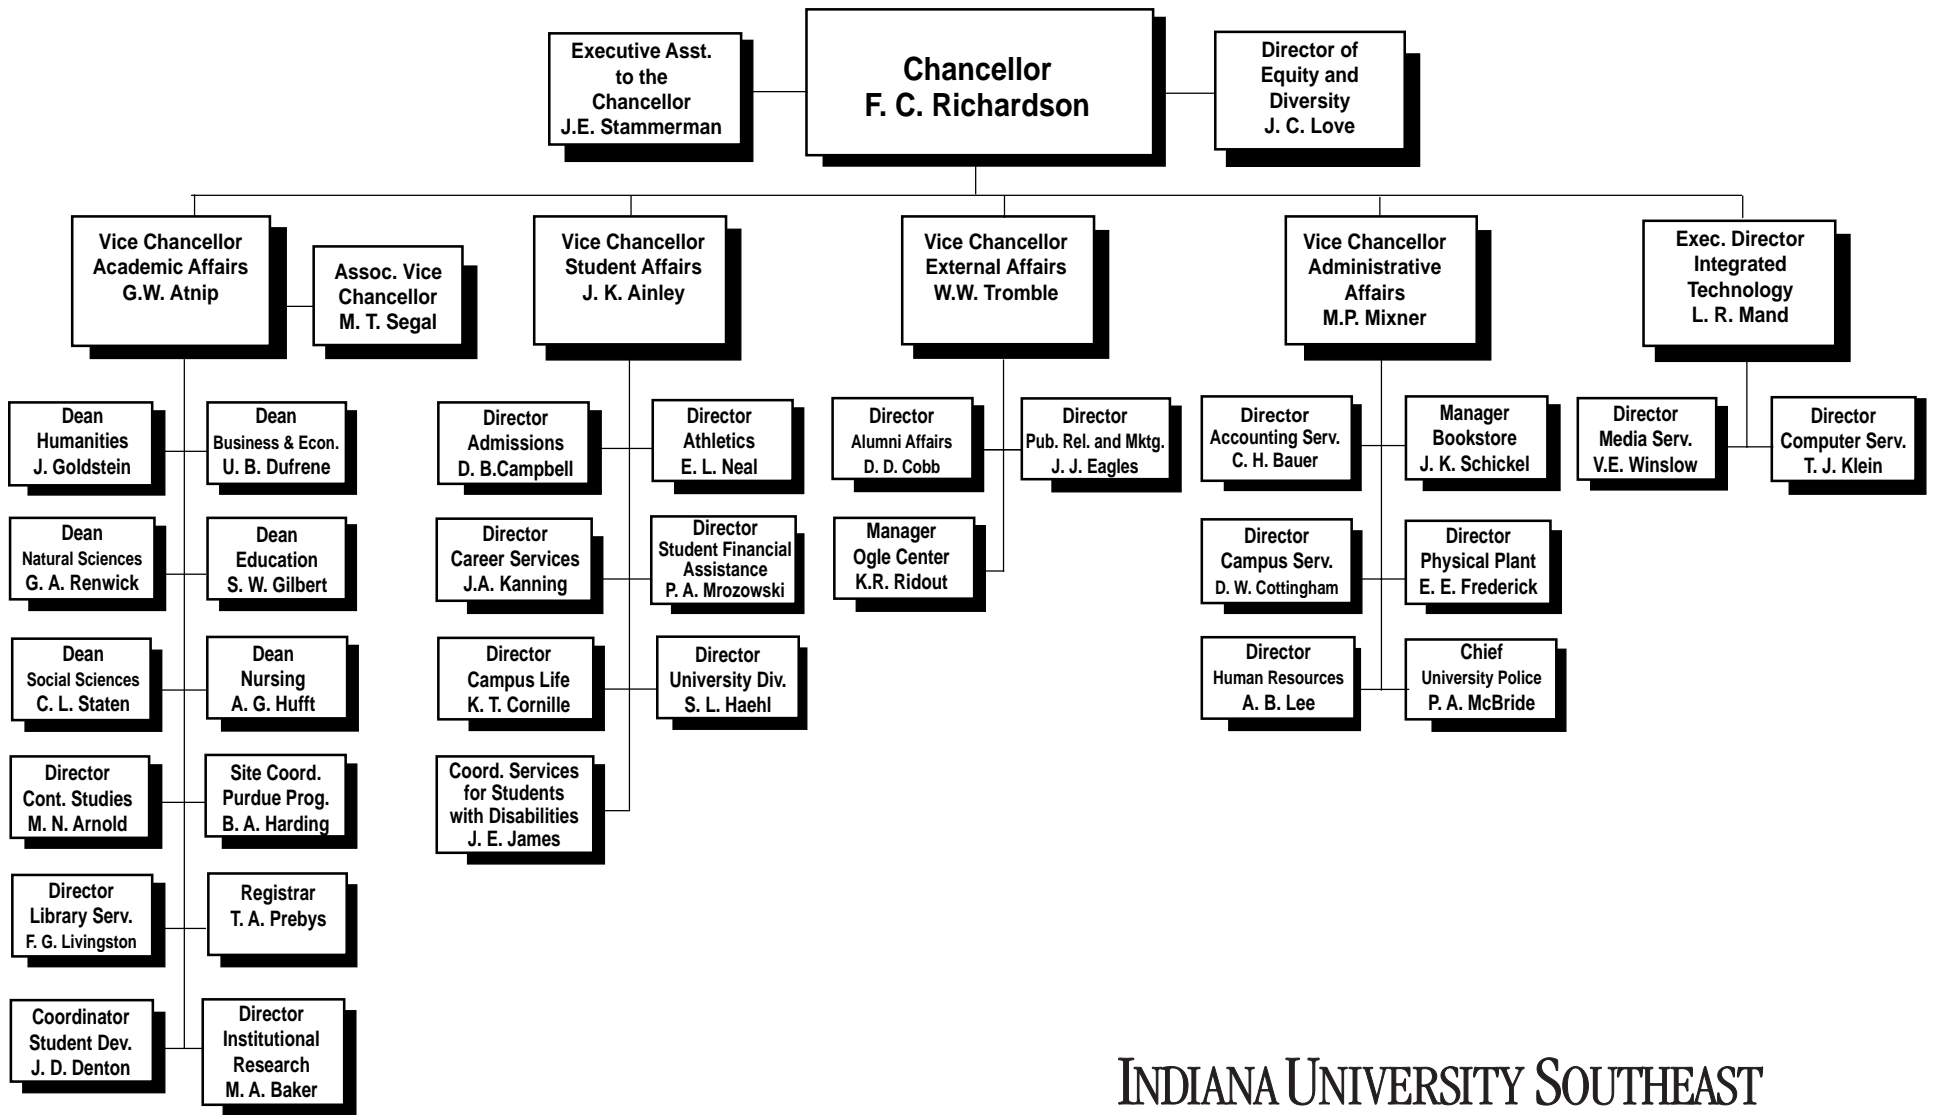 Executive Asst.
to the
Chancellor
J.E. Stammerman
Chancellor
F. C. Richardson
Director of
Equity and
Diversity
J. C. Love
Vice Chancellor
Academic Affairs
G.W. Atnip
Assoc. Vice
Chancellor
M. T. Segal
Vice Chancellor
Student Affairs
J. K. Ainley
Vice Chancellor
External Affairs
W.W. Tromble
Vice Chancellor
Administrative
Affairs
M.P. Mixner
Exec. Director
Integrated
Technology
L. R. Mand
Dean
Humanities
J. Goldstein
Dean
Business & Econ.
U. B. Dufrene
Dean
Natural Sciences
G. A. Renwick
Dean
Education
S. W. Gilbert
Dean
Social Sciences
C. L. Staten
Dean
Nursing
A. G. Hufft
Director
Cont. Studies
M. N. Arnold
Site Coord.
Purdue Prog.
B. A. Harding
Director
Library Serv.
F. G. Livingston
Registrar
T. A. Prebys
Coordinator
Student Dev.
J. D. Denton
Director
Institutional
Research
M. A. Baker
Director
Admissions
D. B.Campbell
Director
Athletics
E. L. Neal
Director
Career Services
J.A. Kanning
Director
Student Financial
Assistance
P. A. Mrozowski
Director
Campus Life
K. T. Cornille
Director
University Div.
S. L. Haehl
Coord. Services
for Students
with Disabilities
J. E. James
Director
Alumni Affairs
D. D. Cobb
Director
Pub. Rel. and Mktg.
J. J. Eagles
Manager
Ogle Center
K.R. Ridout
Director
Accounting Serv.
C. H. Bauer
Manager
Bookstore
J. K. Schickel
Director
Campus Serv.
D. W. Cottingham
Director
Physical Plant
E. E. Frederick
Director
Human Resources
A. B. Lee
Chief
University Police
P. A. McBride
Director
Media Serv.
V.E. Winslow
Director
Computer Serv.
T. J. Klein
INDIANA UNIVERSITY SOUTHEAST